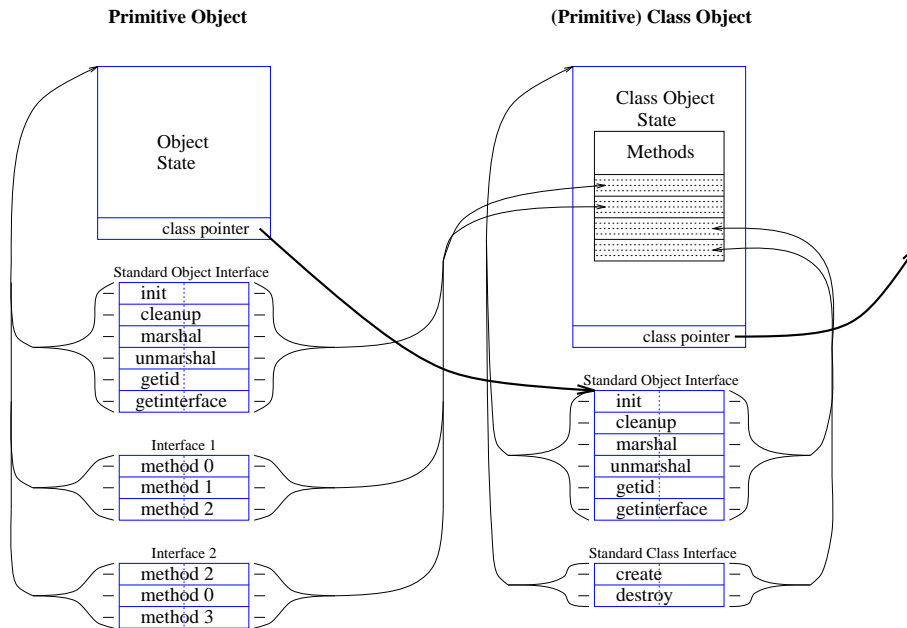 Primitive Object
(Primitive) Class Object
Object
State
class pointer
Standard Object Interface
init
cleanup
marshal
unmarshal
getid
getinterface
Interface 1
method 0
method 1
method 2
Interface 2
method 2
method 0
method 3
Class Object
State
Methods
class pointer
Standard Object Interface
init
cleanup
marshal
unmarshal
getid
getinterface
Standard Class Interface
create
destroy